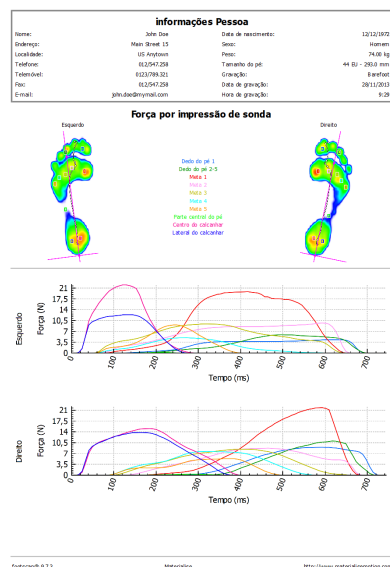 informações Pessoa
Nome: John Doe Data de nascimento: 12/12/1972
Endereço: Main Street 15 Sexo: Homem
Localidade: US Anytown Peso: 74.00 kg
Telefone: 012/547.258 Tamanho do pé: 44 EU - 293.0 mm
Telemóvel: 0123/789.321 Gravação: Barefoot
Fax: 012/547.258 Data de gravação: 28/11/2013
E-mail: john.doe@mymail.com Hora de gravação: 9:29
Força por impressão de sonda
Esquerdo Direito
Dedo do pé 1
Dedo do pé 2-5
Meta 1
Meta 2
Meta 3
Meta 4
Meta 5
Parte central do pé
Centro do calcanhar
Lateral do calcanhar
Esquerdo
Força (N)
21
17,5
14
10,5
7
3,5
0
0 100 200 300 400 500 600 700
Tempo (ms)
Direito
Força (N)
21
17,5
14
10,5
7
3,5
0
0 100 200 300 400 500 600 700
Tempo (ms)
footscan® 9.7.3 Materialise